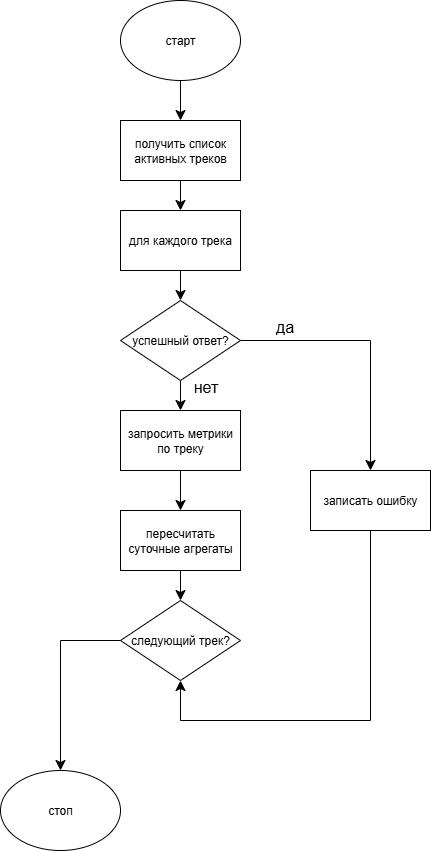 старт
получить список
активных треков
для каждого трека
успешный ответ?
да
нет
запросить метрики
по треку
записать ошибку
пересчитать
суточные агрегаты
следующий трек?
стоп